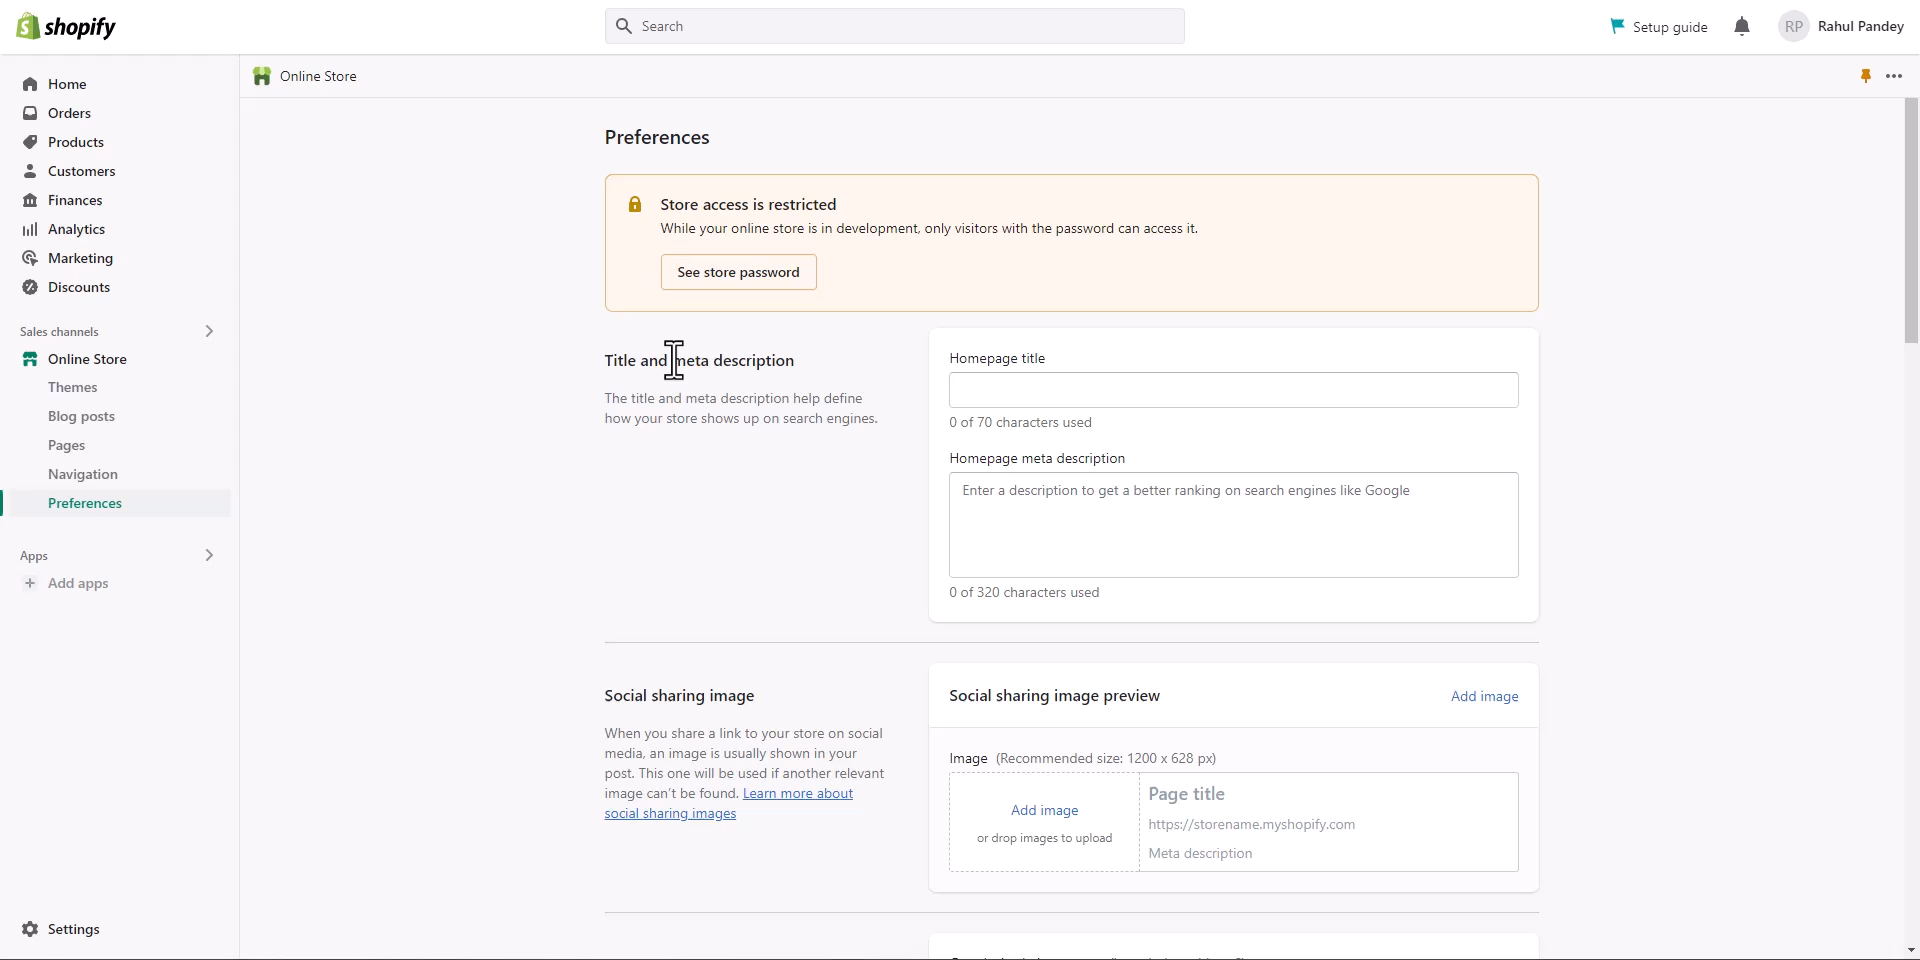 shopify
Search
Setup guide
RP
Rahul Pandey
Home
Orders
Products
Customers
Finances
Analytics
Marketing
Discounts
Sales channels
Online Store
Themes
Blog posts
Pages
Navigation
Preferences
Apps
Add apps
Settings
Online Store
Preferences
Store access is restricted
While your online store is in development, only visitors with the password can access it.
See store password
Title and meta description
The title and meta description help define
how your store shows up on search engines.
Homepage title
0 of 70 characters used
Homepage meta description
Enter a description to get a better ranking on search engines like Google
0 of 320 characters used
Social sharing image
When you share a link to your store on social
media, an image is usually shown in your
post. This one will be used if another relevant
image can't be found. Learn more about
social sharing images
Social sharing image preview
Add image
Image (Recommended size: 1200 x 628 px)
Add image
or drop images to upload
Page title
https://storename.myshopify.com
Meta description